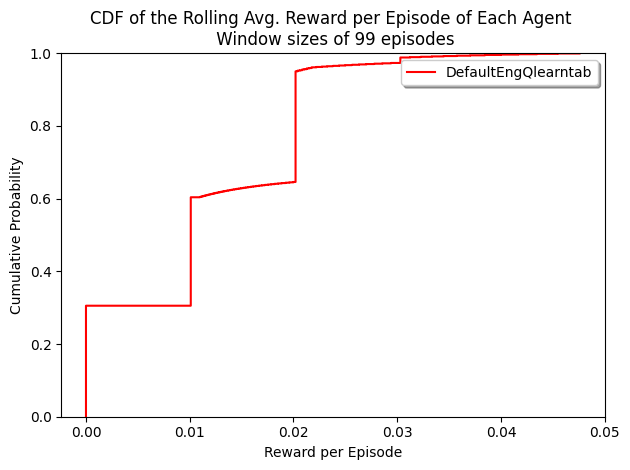 CDF of the Rolling Avg. Reward per Episode of Each Agent
Window sizes of 99 episodes
1.0
DefaultEngQlearntab
0.8
0.6
Cumulative Probability
0.4
0.2
0.0
0.00 0.01 0.02 0.03 0.04 0.05
Reward per Episode